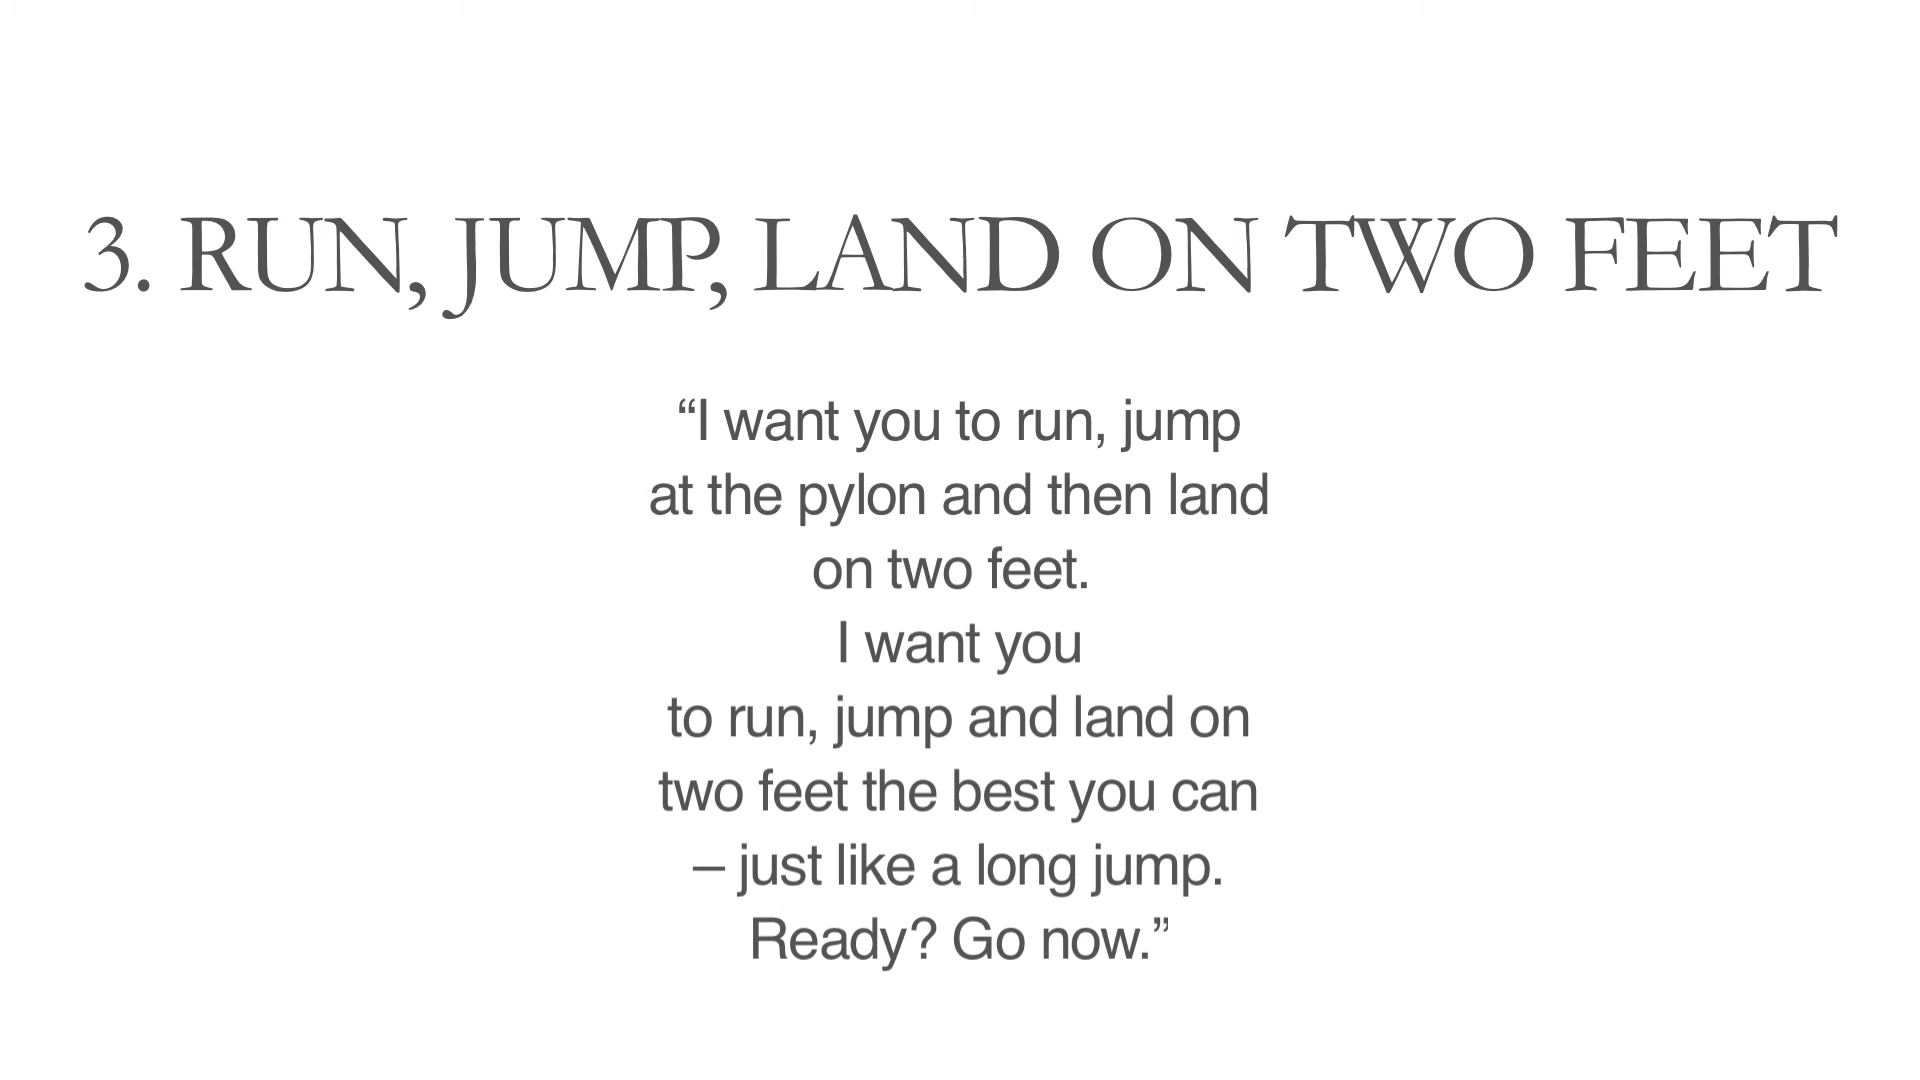 3. RUN, JUMP, LAND ON TWO FEET
“I want you to run, jump
at the pylon and then land
on two feet.
I want you
to run, jump and land on
two feet the best you can
– just like a long jump.
Ready? Go now.”